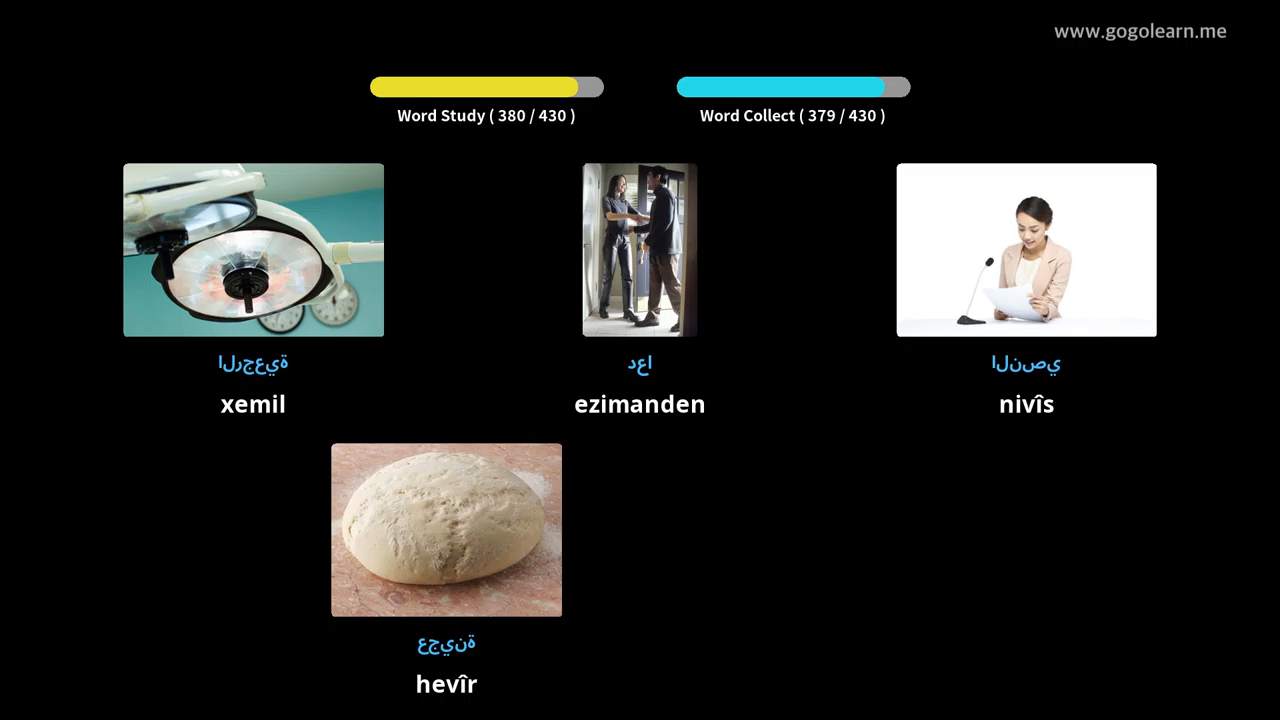 www.gogolearn.me
Word Study ( 380 / 430 )
Word Collect ( 379 / 430 )
الرجعية
دعا
النصي
xemil
ezimanden
nivîs
عجينة
hevîr